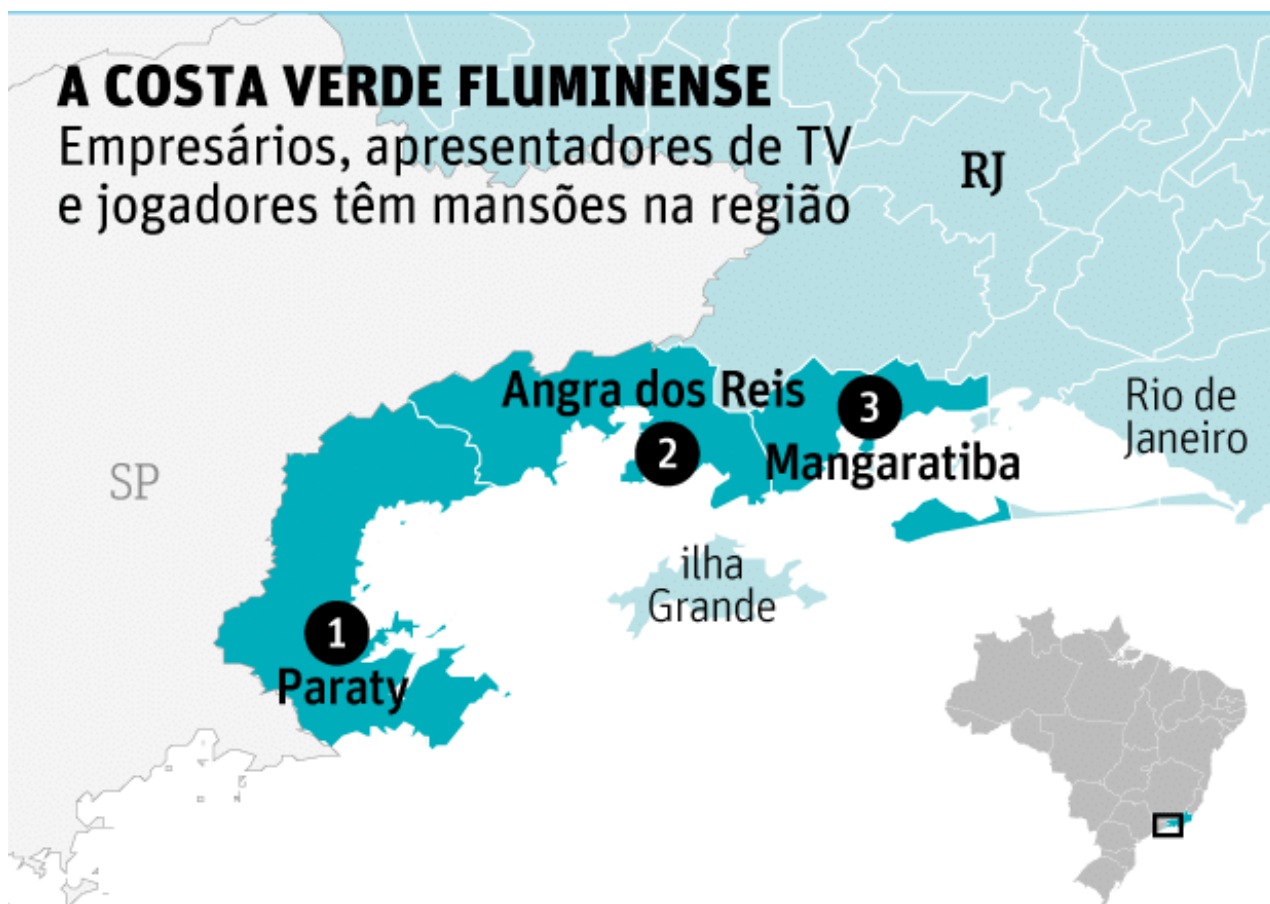 A COSTA VERDE FLUMINENSE
Empresários, apresentadores de TV
e jogadores têm mansões na região
RJ
Angra dos Reis
2
3
Mangaratiba
Rio de
Janeiro
SP
ilha
Grande
1
Paraty